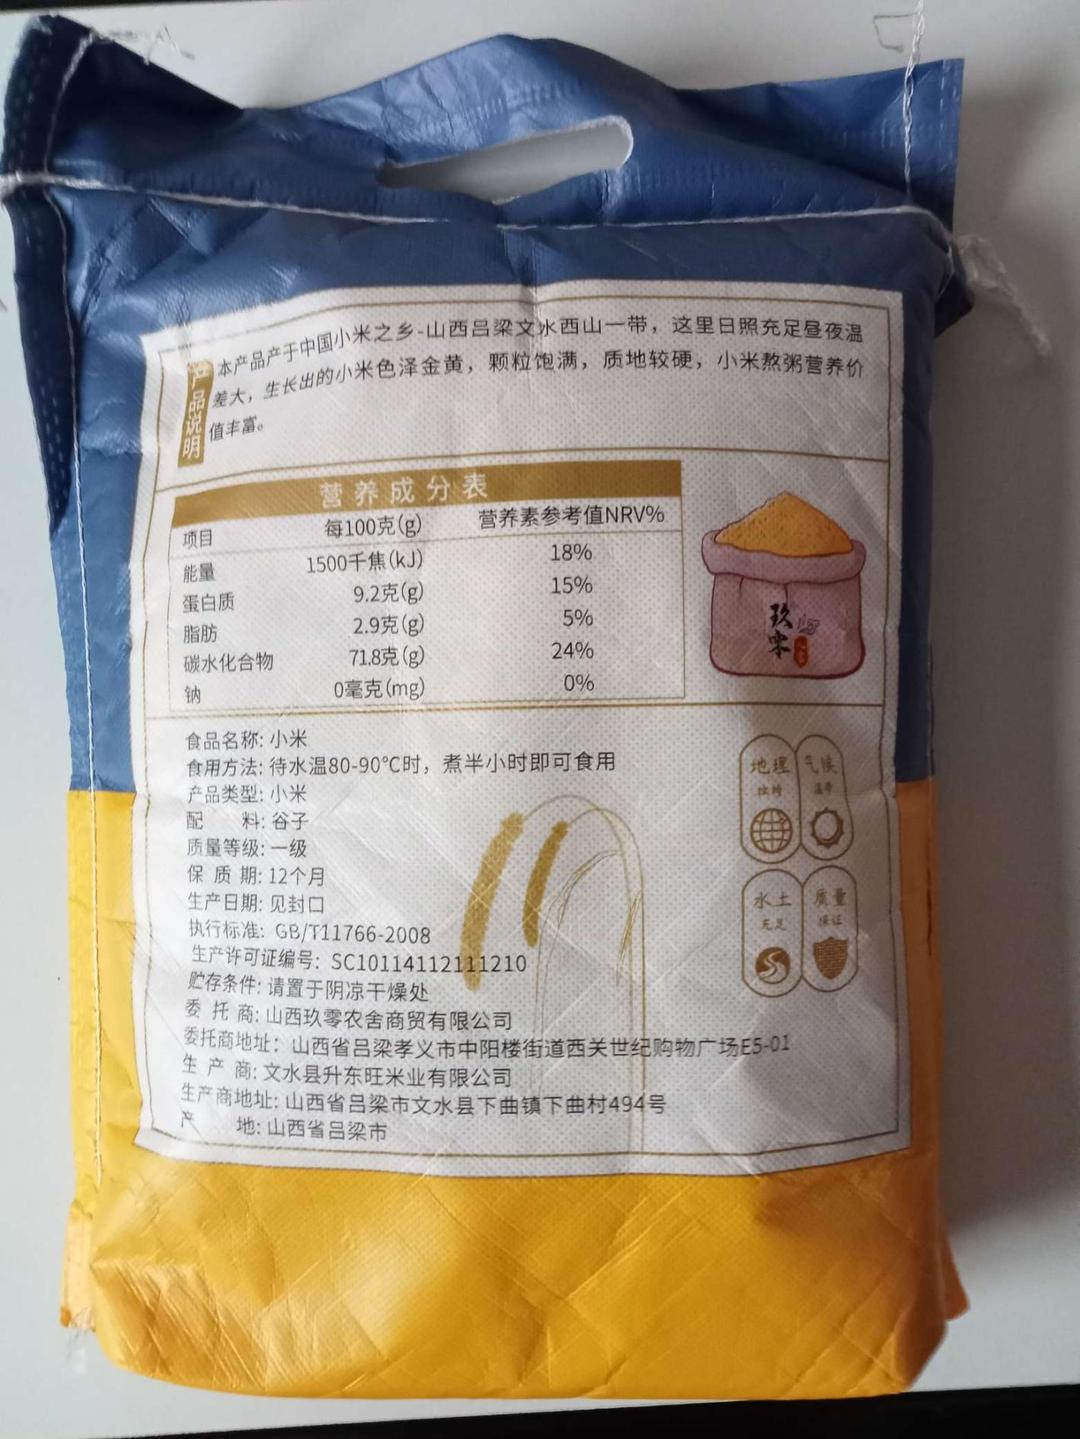 产品说明
本产品产于中国小米之乡-山西吕梁文水西山一带，这里日照充足昼夜温
差大，生长出的小米色泽金黄，颗粒饱满，质地较硬，小米熬粥营养价
值丰富。
营养成分表
项目 每100克(g) 营养素参考值NRV%
能量 1500千焦(kJ) 18%
蛋白质 9.2克(g) 15%
脂肪 2.9克(g) 5%
碳水化合物 71.8克(g) 24%
钠 0毫克(mg) 0%
玖
米
食品名称: 小米
食用方法: 待水温80-90℃时，煮半小时即可食用
产品类型: 小米
配 料: 谷子
质量等级: 一级
保 质 期: 12个月
生产日期: 见封口
执行标准: GB/T11766-2008
生产许可证编号: SC10114112111210
贮存条件: 请置于阴凉干燥处
委 托 商: 山西玖零农舍商贸有限公司
委托商地址: 山西省吕梁孝义市中阳楼街道西关世纪购物广场E5-01
生 产 商: 文水县升东旺米业有限公司
生产商地址: 山西省吕梁市文水县下曲镇下曲村494号
产 地: 山西省吕梁市
地理 气候
独特 温带
水土 质量
充足 保证